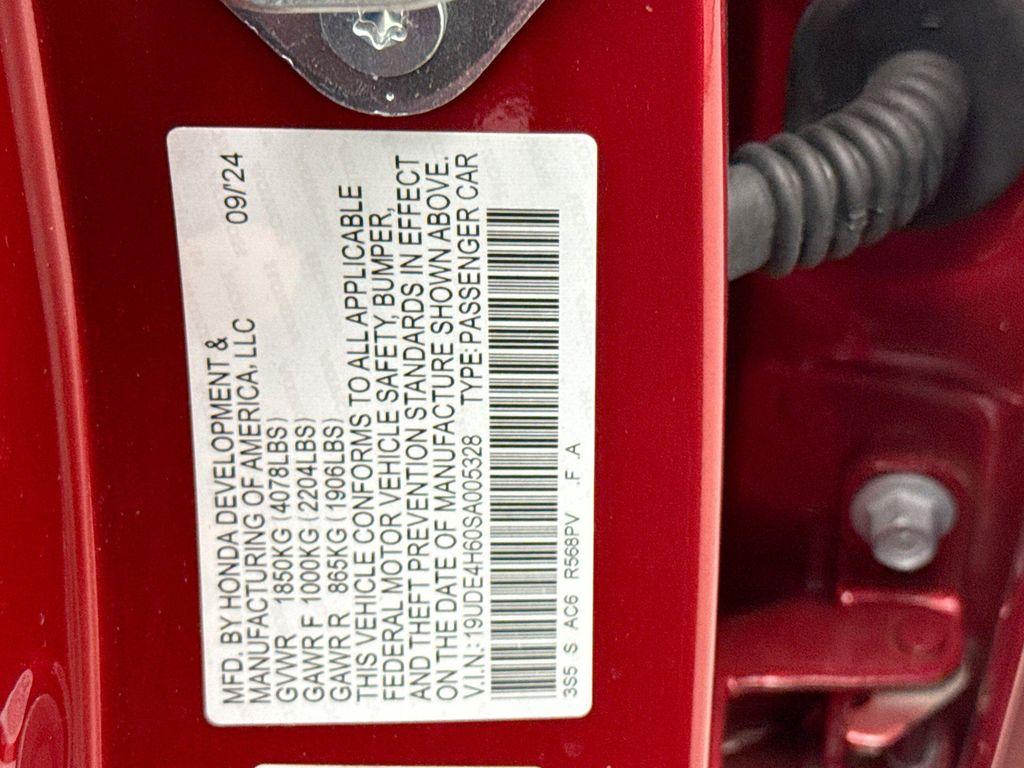 MFD. BY HONDA DEVELOPMENT & 09/'24
MANUFACTURING OF AMERICA, LLC
GVWR 1850KG (4078LBS)
GAWR F 1000KG (2204LBS)
GAWR R 865KG (1906LBS)
THIS VEHICLE CONFORMS TO ALL APPLICABLE
FEDERAL MOTOR VEHICLE SAFETY, BUMPER,
AND THEFT PREVENTION STANDARDS IN EFFECT
ON THE DATE OF MANUFACTURE SHOWN ABOVE.
V.I.N.: 19UDE4H60SA005328 TYPE: PASSENGER CAR
3S5 S AC6 R568PV .F .A